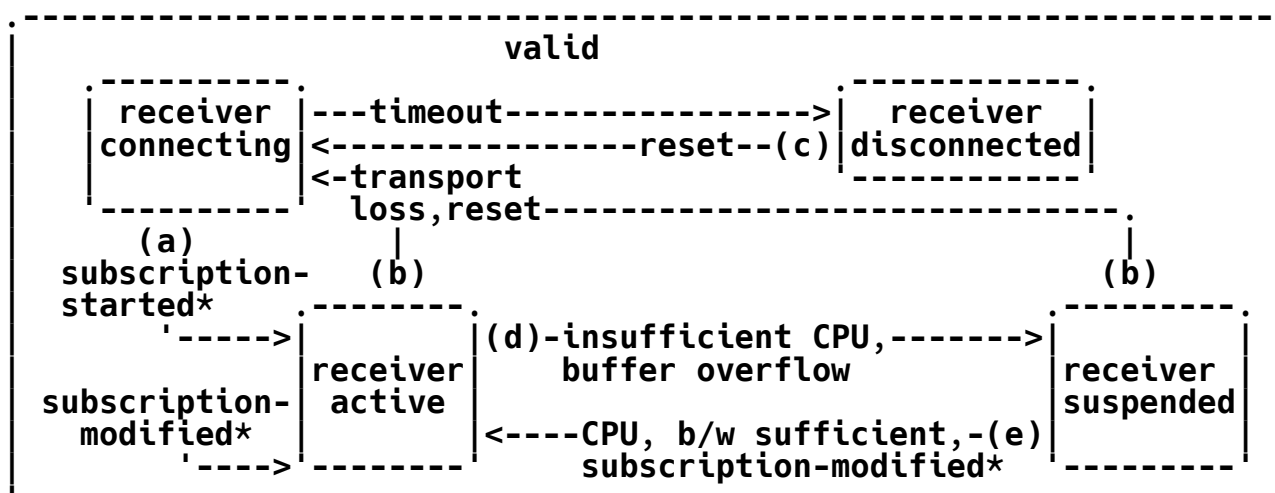 .-----------------------------------------------------------------
|                         valid
|   .----------.                            .------------.
|   | receiver |---timeout---------------->|  receiver  |
|   |connecting|<----------------reset--(c)|disconnected|
|   |          |<-transport                '------------'
|   '----------'  loss,reset------------------------------.
|      (a)          |                                      |
|  subscription-   (b)                                    (b)
|  started*    .--------.                             .---------.
|       '----->|        |(d)-insufficient CPU,------->|         |
|              |receiver|    buffer overflow          |receiver |
| subscription-| active |                             |suspended|
|   modified*  |        |<----CPU, b/w sufficient,-(e)|         |
|        '---->'--------'     subscription-modified*  '---------'
|